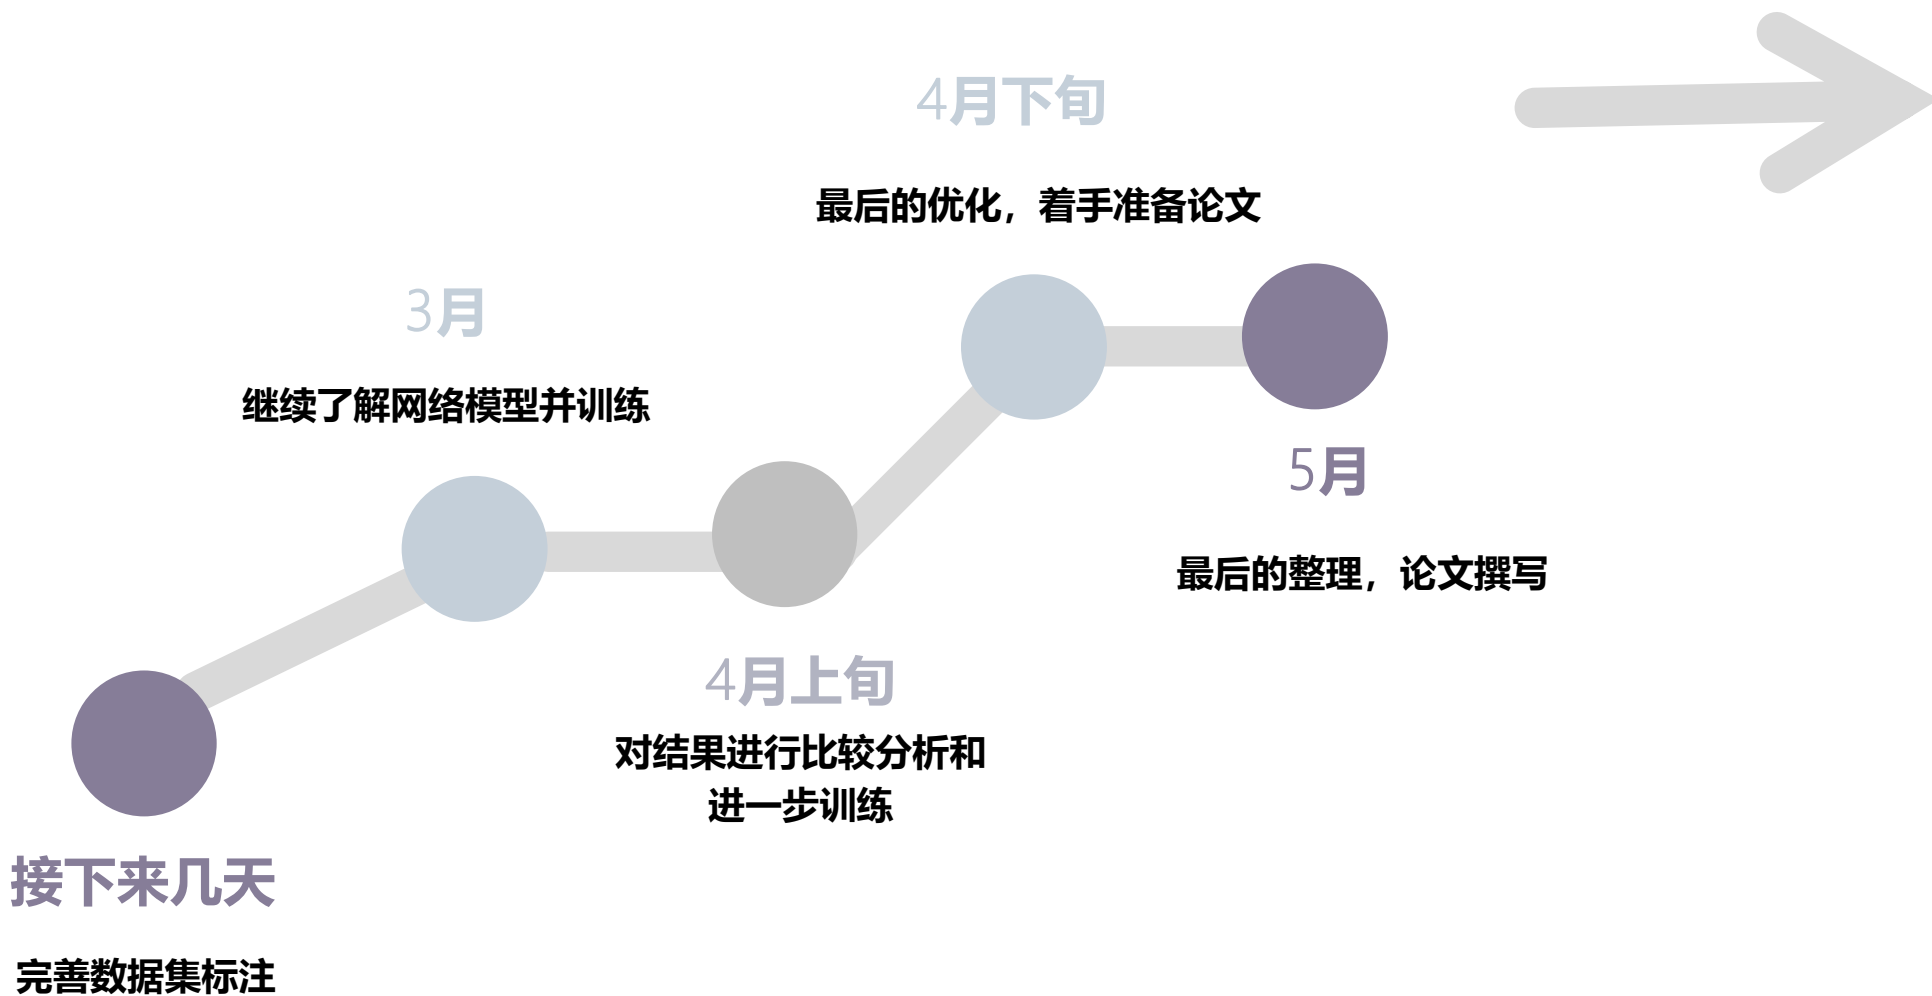 4月下旬
最后的优化，着手准备论文
3月
继续了解网络模型并训练
5月
最后的整理，论文撰写
4月上旬
对结果进行比较分析和
进一步训练
接下来几天
完善数据集标注